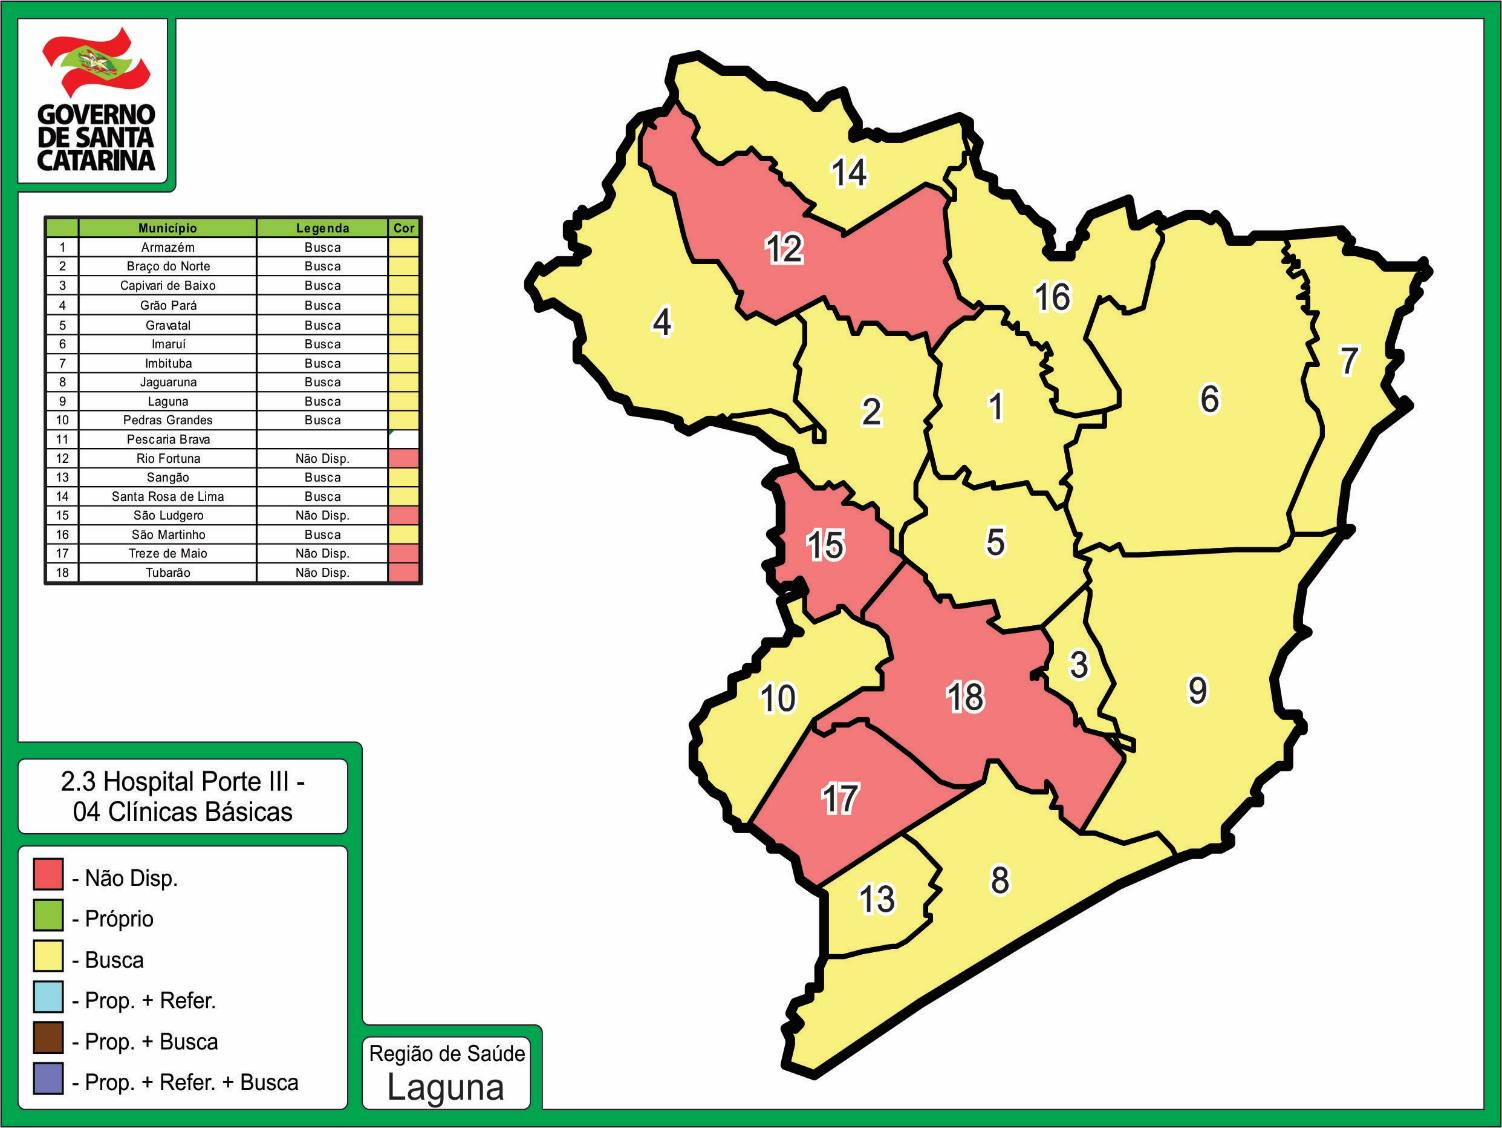 GOVERNO
DE SANTA
CATARINA
Município Legenda Cor
1 Armazém Busca
2 Braço do Norte Busca
3 Capivari de Baixo Busca
4 Grão Pará Busca
5 Gravatal Busca
6 Imaruí Busca
7 Imbituba Busca
8 Jaguaruna Busca
9 Laguna Busca
10 Pedras Grandes Busca
11 Pescaria Brava
12 Rio Fortuna Não Disp.
13 Sangão Busca
14 Santa Rosa de Lima Busca
15 São Ludgero Não Disp.
16 São Martinho Busca
17 Treze de Maio Não Disp.
18 Tubarão Não Disp.
14
12
16
4
7
6
1
2
5
15
3
9
18
10
17
8
13
2.3 Hospital Porte III -
04 Clínicas Básicas
- Não Disp.
- Próprio
- Busca
- Prop. + Refer.
- Prop. + Busca
- Prop. + Refer. + Busca
Região de Saúde
Laguna